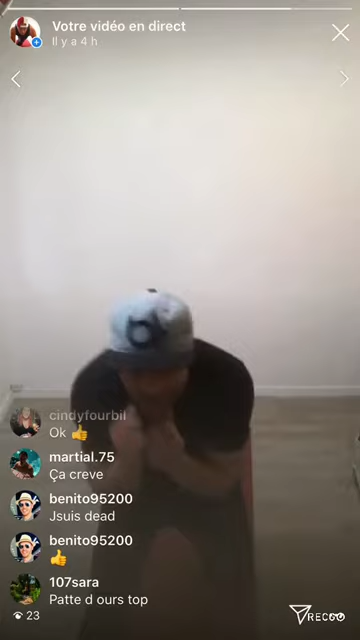 Votre vidéo en direct
Il y a 4 h
cindyfourbil
Ok 👍
martial.75
Ça creve
benito95200
Jsuis dead
benito95200
👍
107sara
Patte d ours top
23
REC